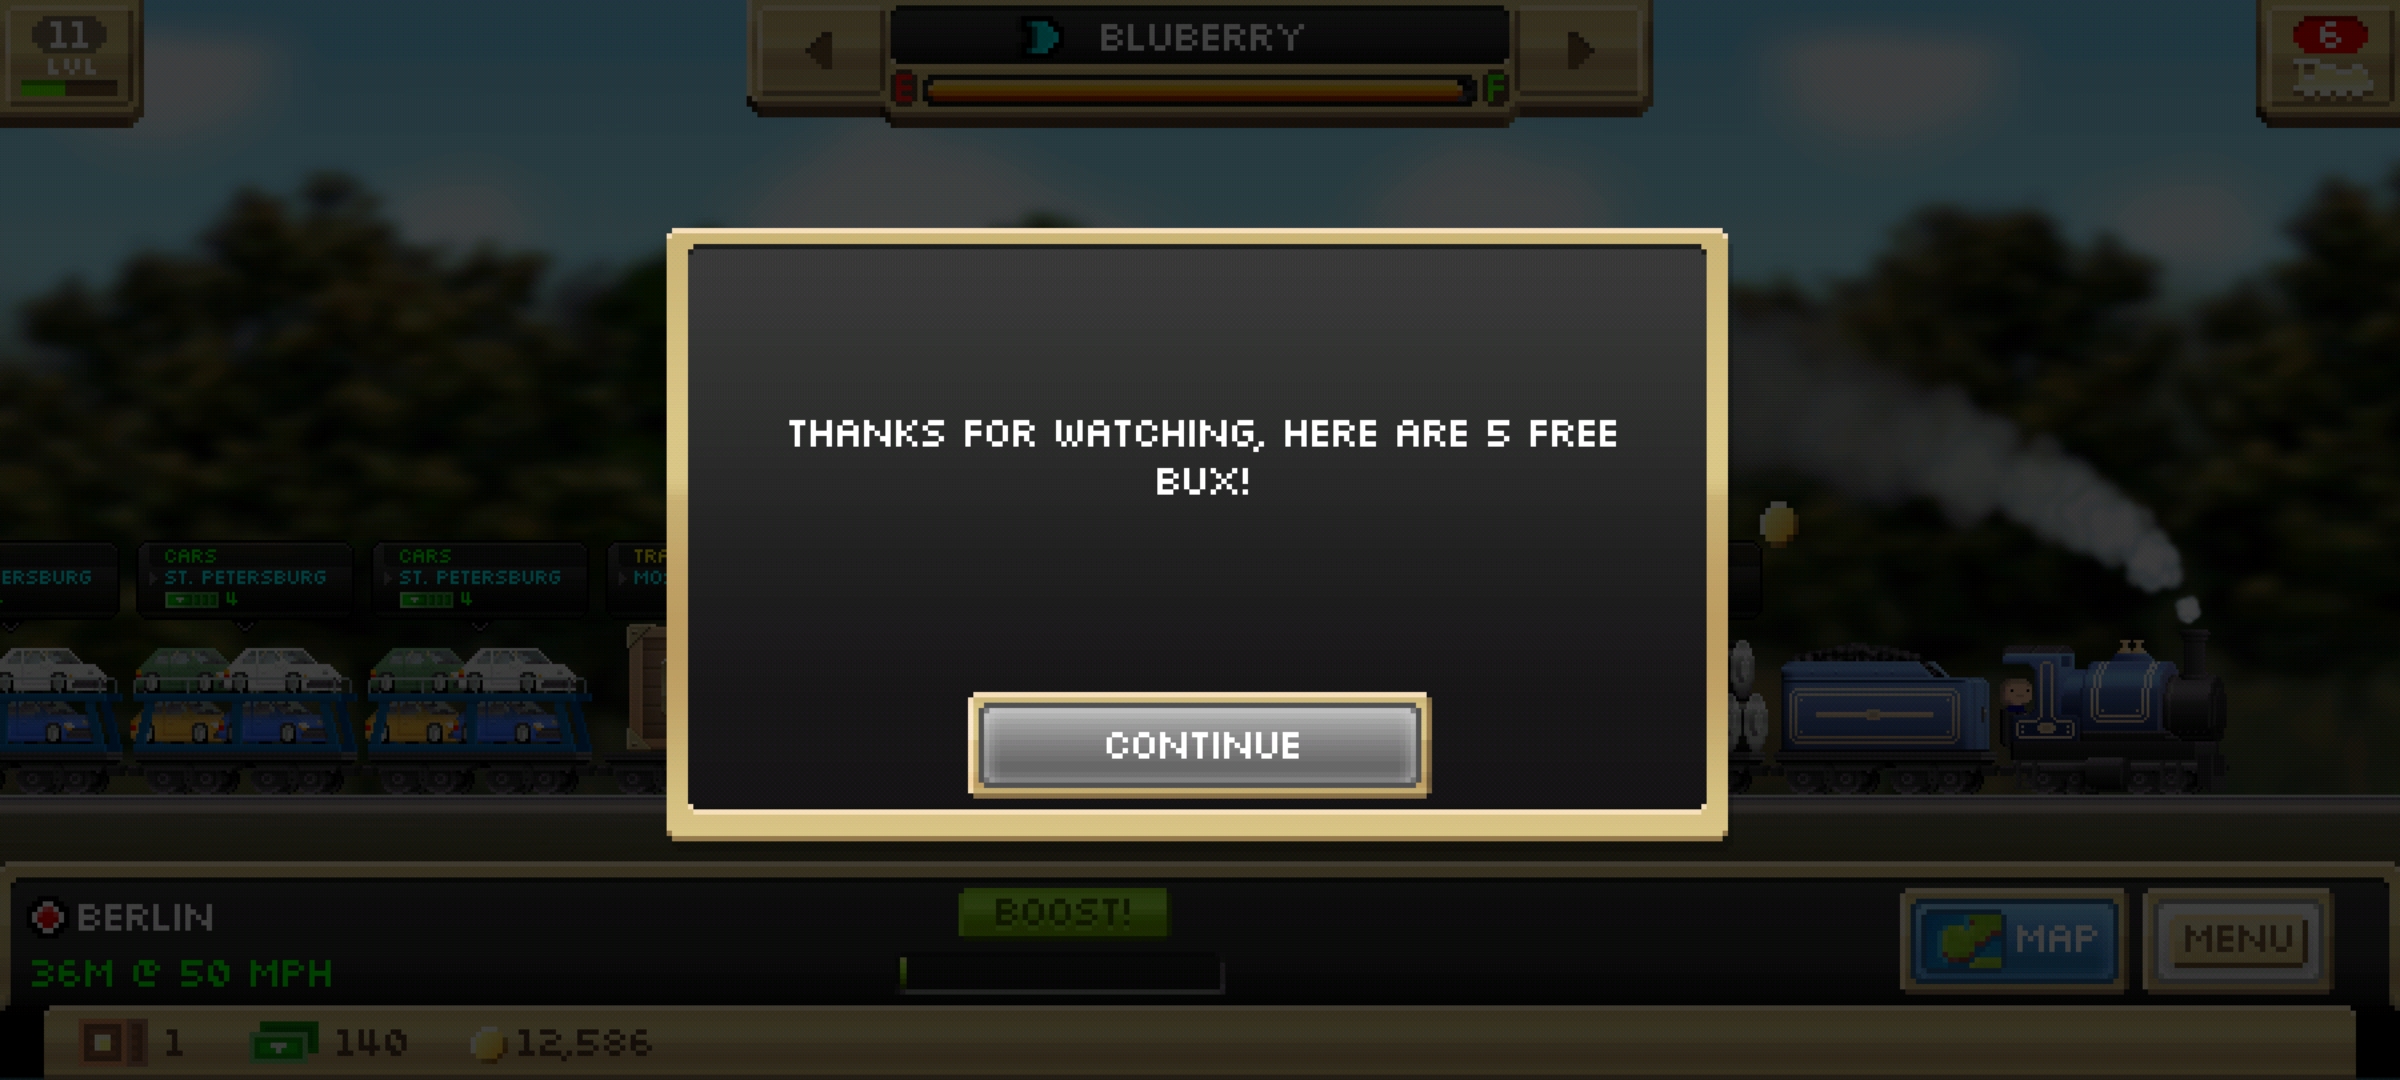 11
LVL
BLUBERRY
E F
6
THANKS FOR WATCHING, HERE ARE 5 FREE
BUX!
CARS
ST. PETERSBURG
4
CARS
ST. PETERSBURG
4
CONTINUE
BERLIN
36M @ 50 MPH
BOOST!
MAP
MENU
1
140
12,586